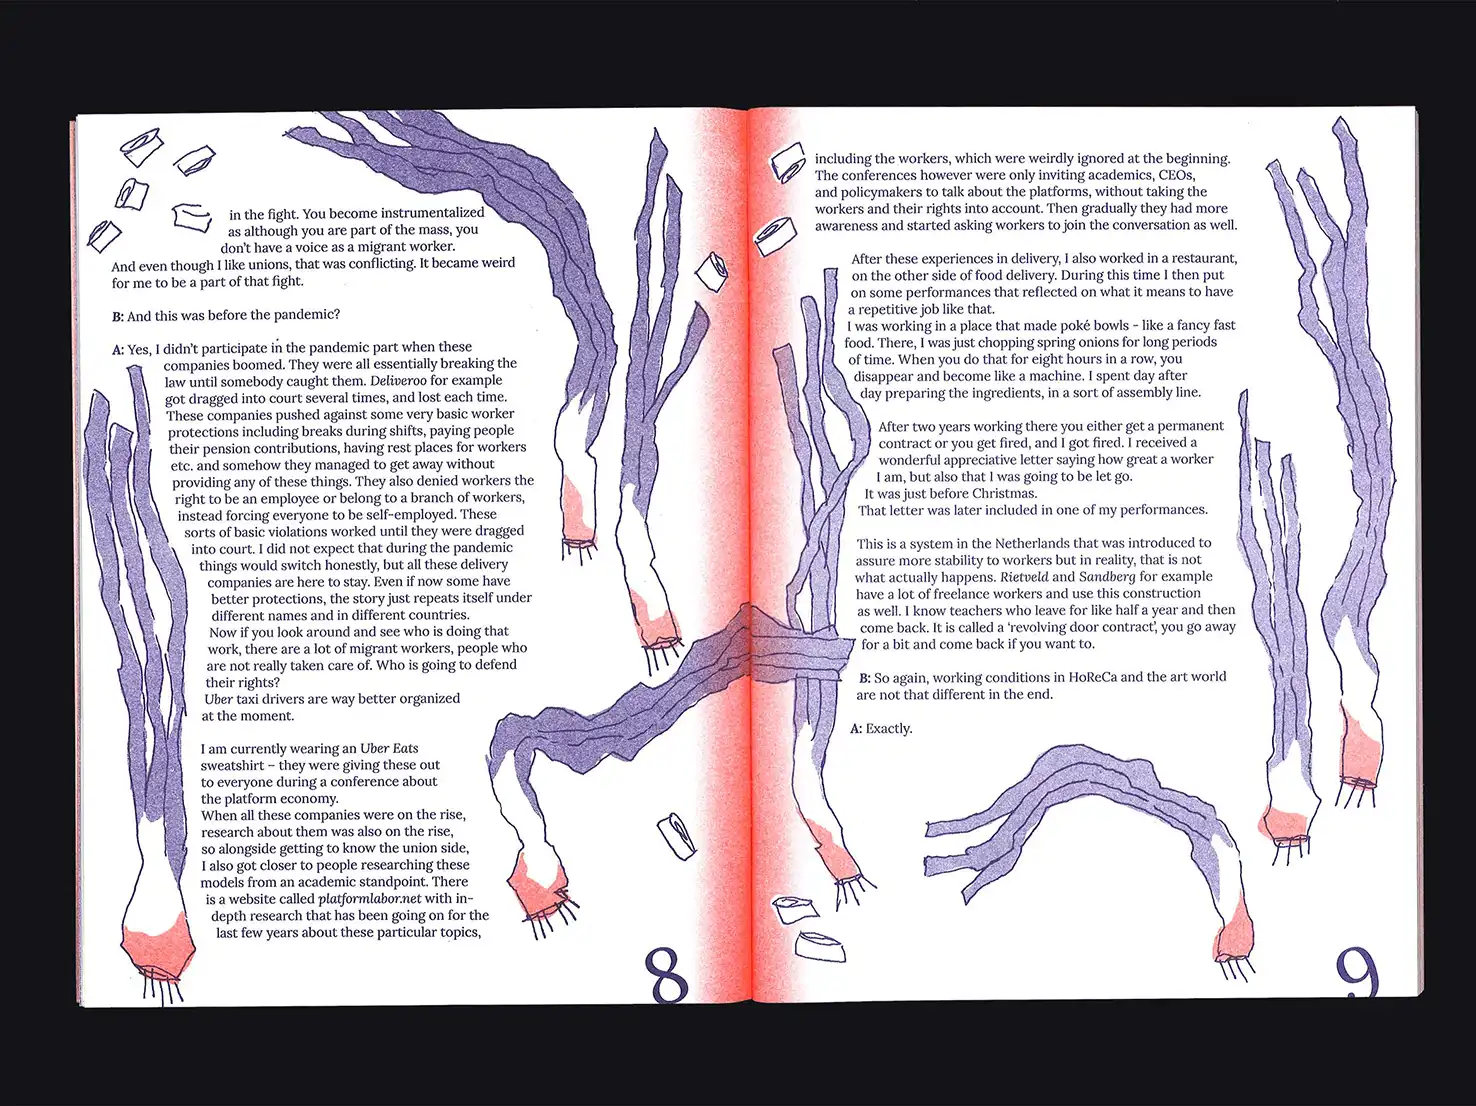 in the fight. You become instrumentalized
as although you are part of the mass, you
don't have a voice as a migrant worker.
And even though I like unions, that was conflicting. It became weird
for me to be a part of that fight.
B: And this was before the pandemic?
A: Yes, I didn't participate in the pandemic part when these
companies boomed. They were all essentially breaking the
law until somebody caught them. Deliveroo for example
got dragged into court several times, and lost each time.
These companies pushed against some very basic worker
protections including breaks during shifts, paying people
their pension contributions, having rest places for workers
etc. and somehow they managed to get away without
providing any of these things. They also denied workers the
right to be an employee or belong to a branch of workers,
instead forcing everyone to be self-employed. These
sorts of basic violations worked until they were dragged
into court. I did not expect that during the pandemic
things would switch honestly, but all these delivery
companies are here to stay. Even if now some have
better protections, the story just repeats itself under
different names and in different countries.
Now if you look around and see who is doing that
work, there are a lot of migrant workers, people who
are not really taken care of. Who is going to defend
their rights?
Uber taxi drivers are way better organized
at the moment.
I am currently wearing an Uber Eats
sweatshirt – they were giving these out
to everyone during a conference about
the platform economy.
When all these companies were on the rise,
research about them was also on the rise,
so alongside getting to know the union side,
I also got closer to people researching these
models from an academic standpoint. There
is a website called platformlabor.net with in-
depth research that has been going on for the
last few years about these particular topics,
8
including the workers, which were weirdly ignored at the beginning.
The conferences however were only inviting academics, CEOs,
and policymakers to talk about the platforms, without taking the
workers and their rights into account. Then gradually they had more
awareness and started asking workers to join the conversation as well.
After these experiences in delivery, I also worked in a restaurant,
on the other side of food delivery. During this time I then put
on some performances that reflected on what it means to have
a repetitive job like that.
I was working in a place that made poké bowls - like a fancy fast
food. There, I was just chopping spring onions for long periods
of time. When you do that for eight hours in a row, you
disappear and become like a machine. I spent day after
day preparing the ingredients, in a sort of assembly line.
After two years working there you either get a permanent
contract or you get fired, and I got fired. I received a
wonderful appreciative letter saying how great a worker
I am, but also that I was going to be let go.
It was just before Christmas.
That letter was later included in one of my performances.
This is a system in the Netherlands that was introduced to
assure more stability to workers but in reality, that is not
what actually happens. Rietveld and Sandberg for example
have a lot of freelance workers and use this construction
as well. I know teachers who leave for like half a year and then
come back. It is called a 'revolving door contract', you go away
for a bit and come back if you want to.
B: So again, working conditions in HoReCa and the art world
are not that different in the end.
A: Exactly.
9